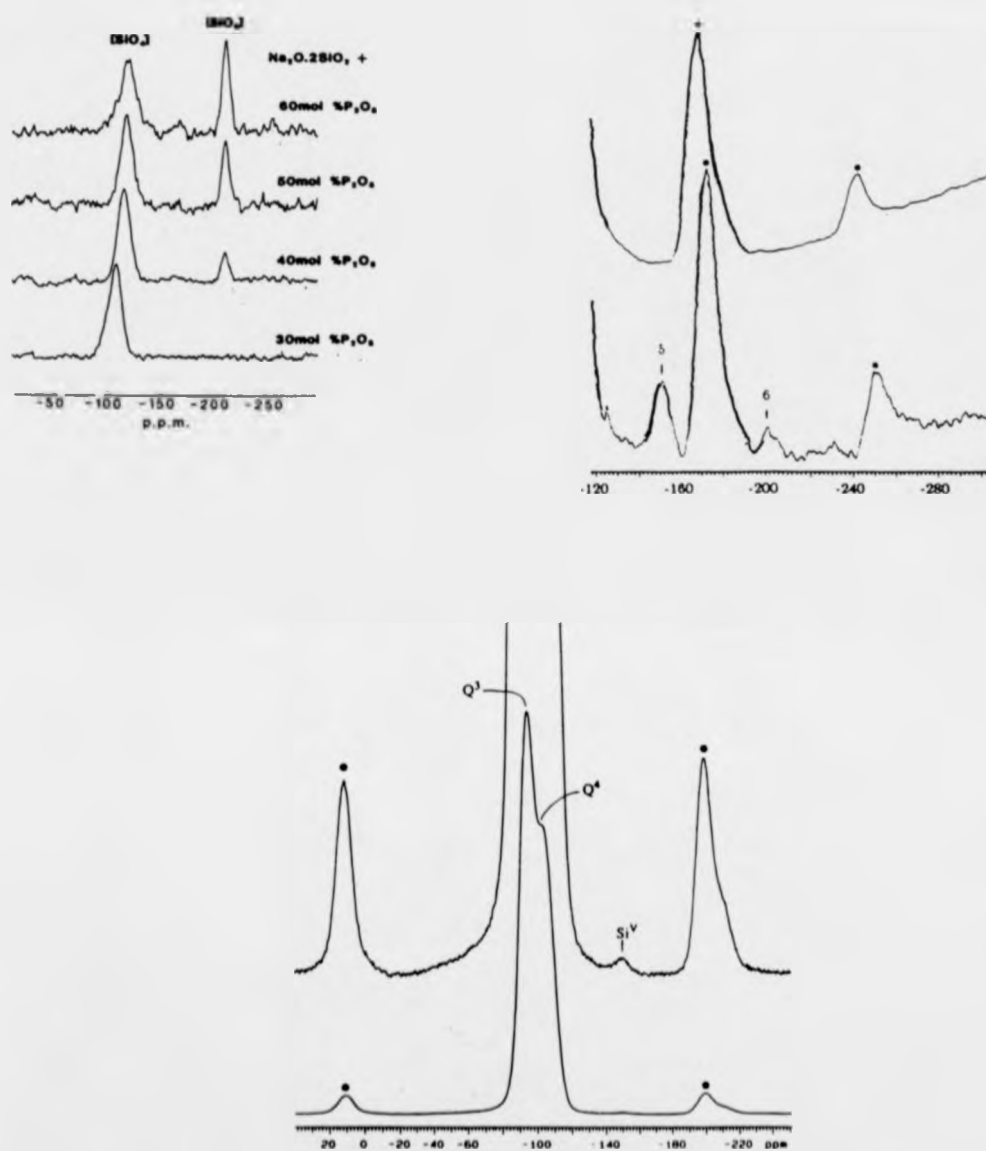 [SiO₄]
[SiO₆]
Na₂O.2SiO₂ +
60mol %P₂O₅
50mol %P₂O₅
40mol %P₂O₅
30mol %P₂O₅
-50 -100 -150 -200 -250
p.p.m.
+
5
6
-120 -160 -200 -240 -280
Q³
Q⁴
Siⱽ
20 0 -20 -40 -60 -100 -140 -180 -220 ppm